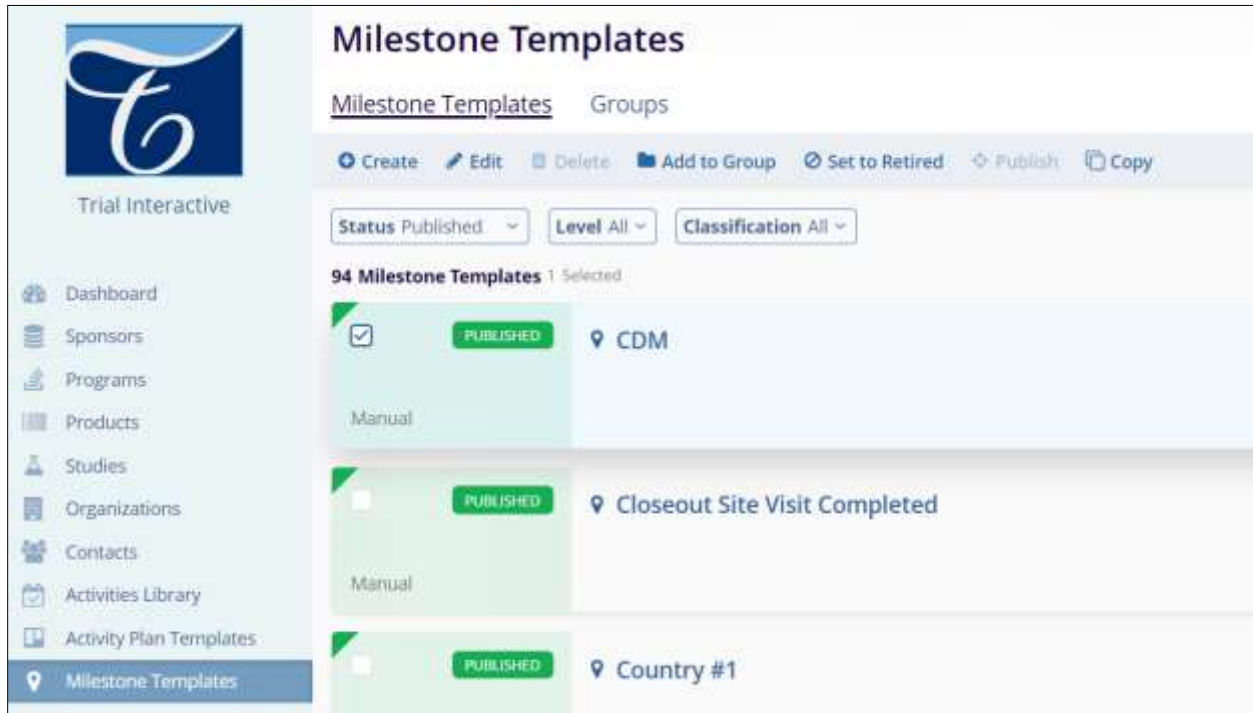 Milestone Templates
Milestone Templates Groups
Create Edit Delete Add to Group Set to Retired Publish Copy
Trial Interactive
Status Published Level All Classification All
94 Milestone Templates 1 Selected
Dashboard
Sponsors
Programs
Products
Studies
Organizations
Contacts
Activities Library
Activity Plan Templates
Milestone Templates
PUBLISHED CDM
Manual
PUBLISHED Closeout Site Visit Completed
Manual
PUBLISHED Country #1